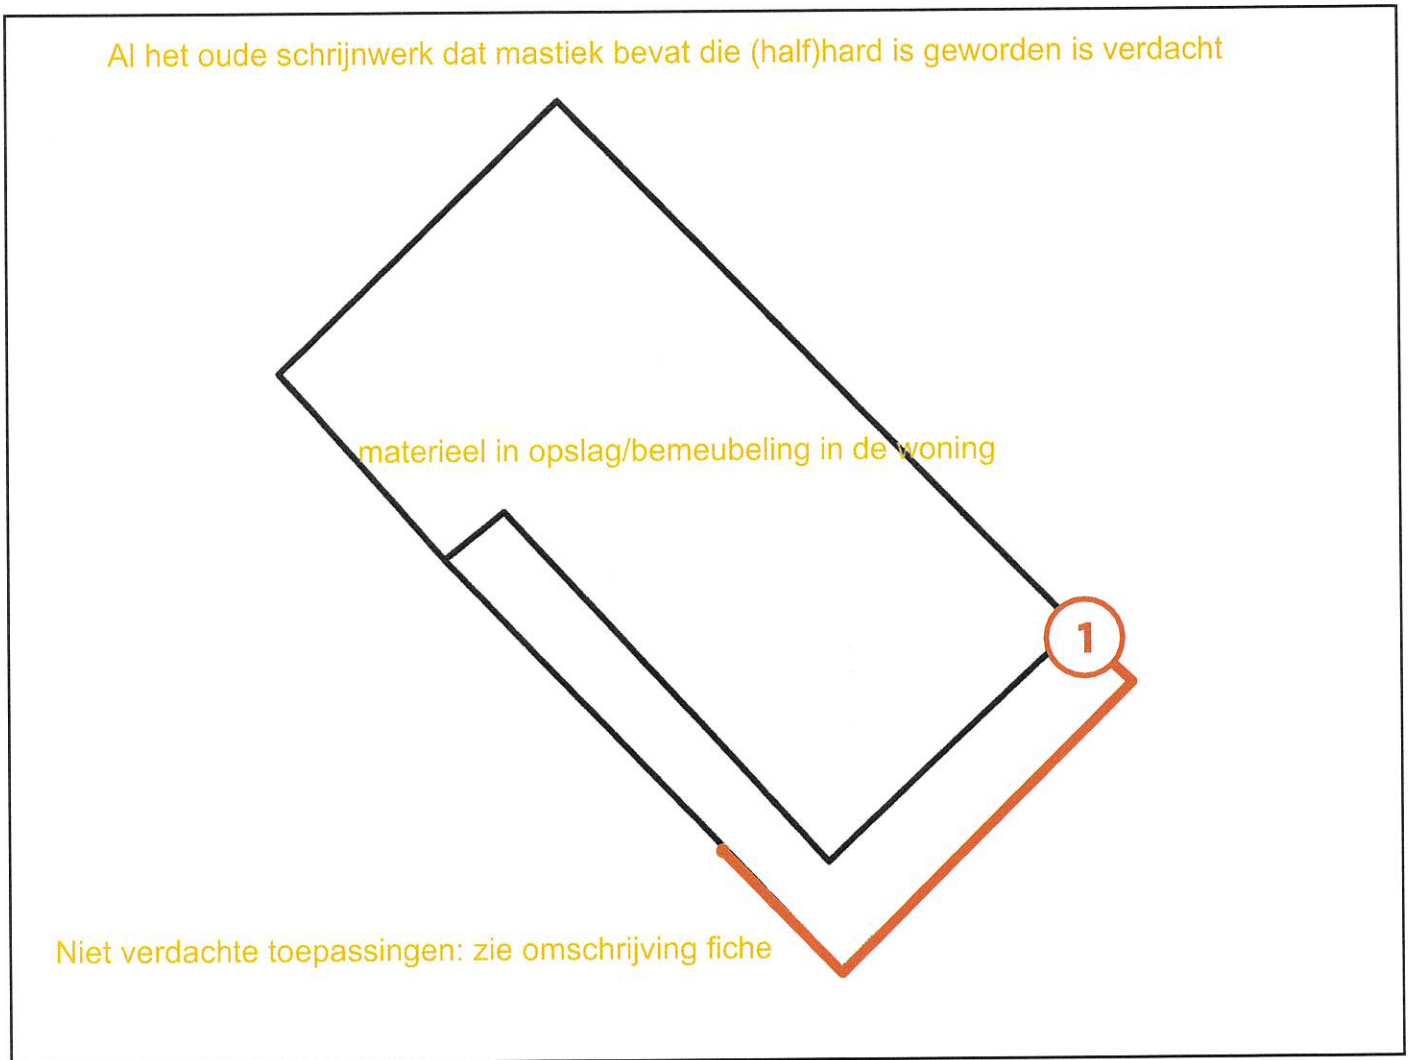 Al het oude schrijnwerk dat mastiek bevat die (half)hard is geworden is verdacht
materieel in opslag/bemeubeling in de woning
1
Niet verdachte toepassingen: zie omschrijving fiche